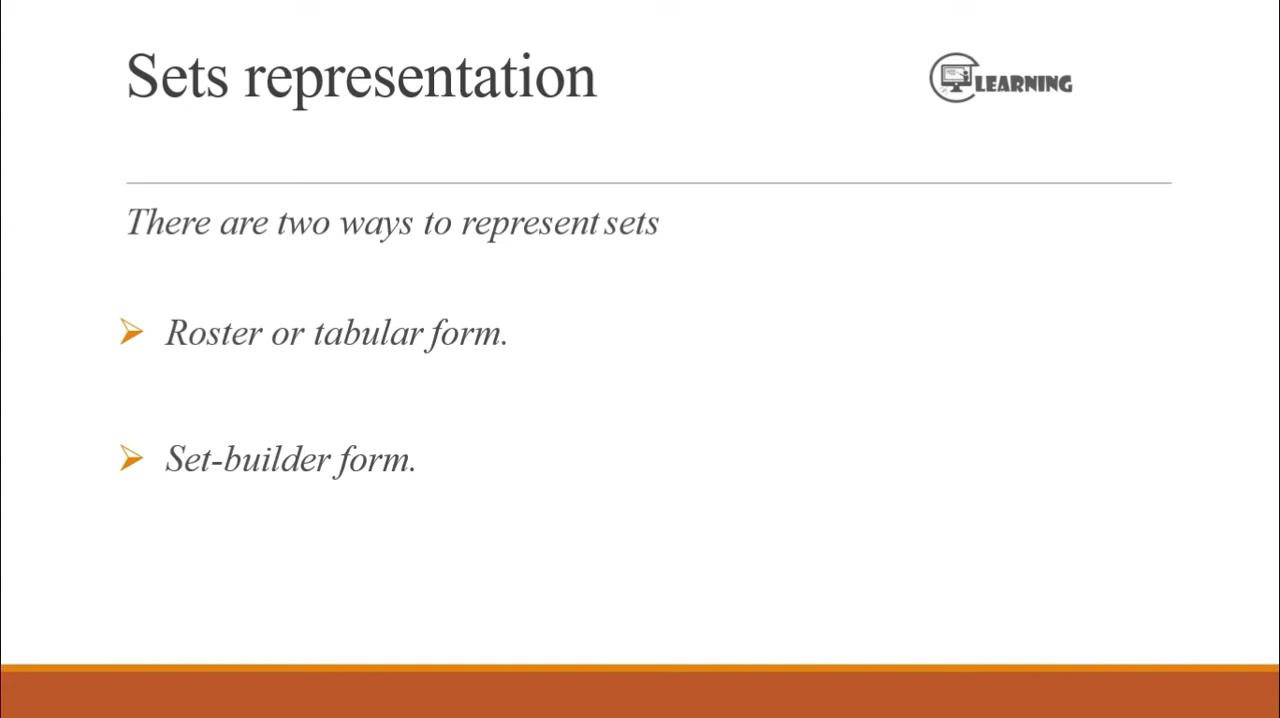 Sets representation
LEARNING
There are two ways to represent sets
Roster or tabular form.
Set-builder form.